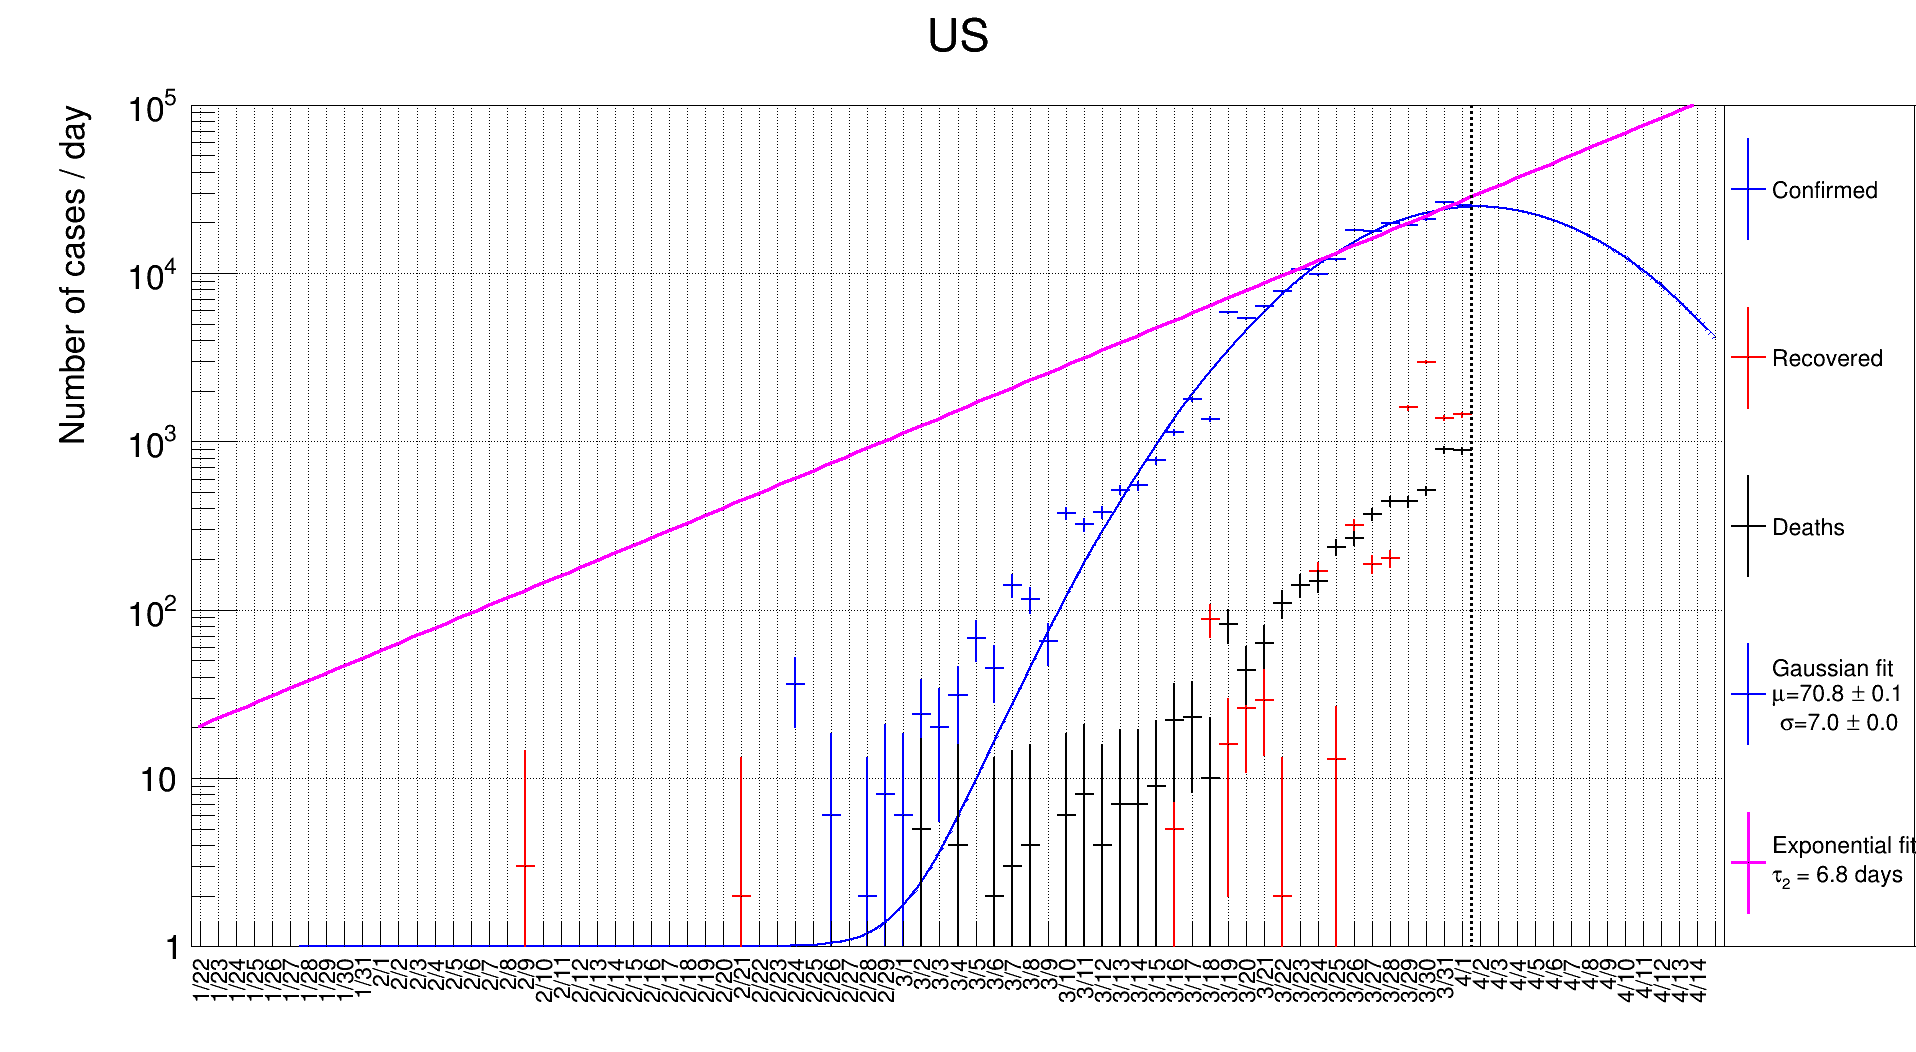 US
Number of cases / day
10^5
10^4
10^3
10^2
10
1
1/22 1/23 1/24 1/25 1/26 1/27 1/28 1/29 1/30 1/31 2/1 2/2 2/3 2/4 2/5 2/6 2/7 2/8 2/9 2/10 2/11 2/12 2/13 2/14 2/15 2/16 2/17 2/18 2/19 2/20 2/21 2/22 2/23 2/24 2/25 2/26 2/27 2/28 2/29 3/1 3/2 3/3 3/4 3/5 3/6 3/7 3/8 3/9 3/10 3/11 3/12 3/13 3/14 3/15 3/16 3/17 3/18 3/19 3/20 3/21 3/22 3/23 3/24 3/25 3/26 3/27 3/28 3/29 3/30 3/31 4/1 4/2 4/3 4/4 4/5 4/6 4/7 4/8 4/9 4/10 4/11 4/12 4/13 4/14
Confirmed
Recovered
Deaths
Gaussian fit
μ=70.8 ± 0.1
σ=7.0 ± 0.0
Exponential fit
τ₂ = 6.8 days